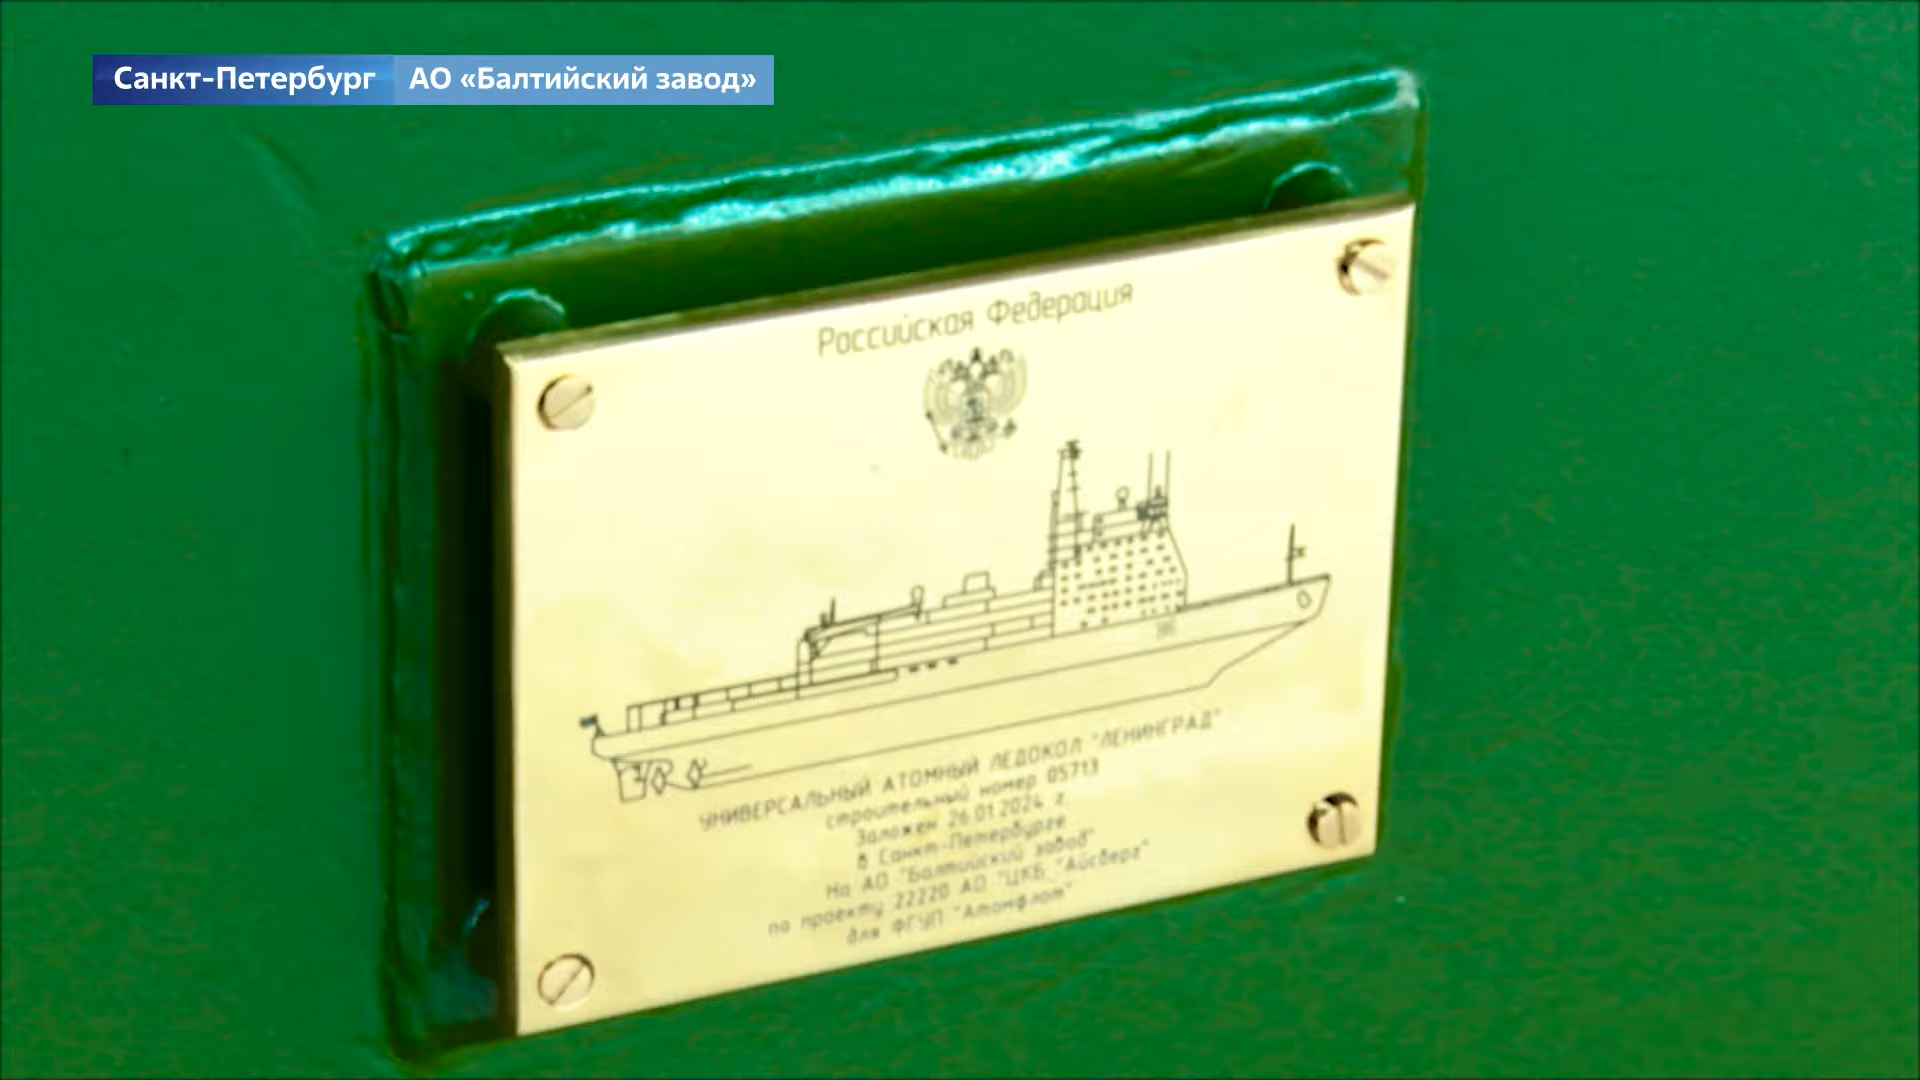 Санкт-Петербург АО «Балтийский завод»
Российская Федерация
УНИВЕРСАЛЬНЫЙ АТОМНЫЙ ЛЕДОКОЛ "ЛЕНИНГРАД"
строительный номер 05713
Заложен 26.01.2024 г.
в Санкт-Петербурге
На АО "Балтийский завод"
по проекту 22220 АО "ЦКБ "Айсберг"
для ФГУП "Атомфлот"